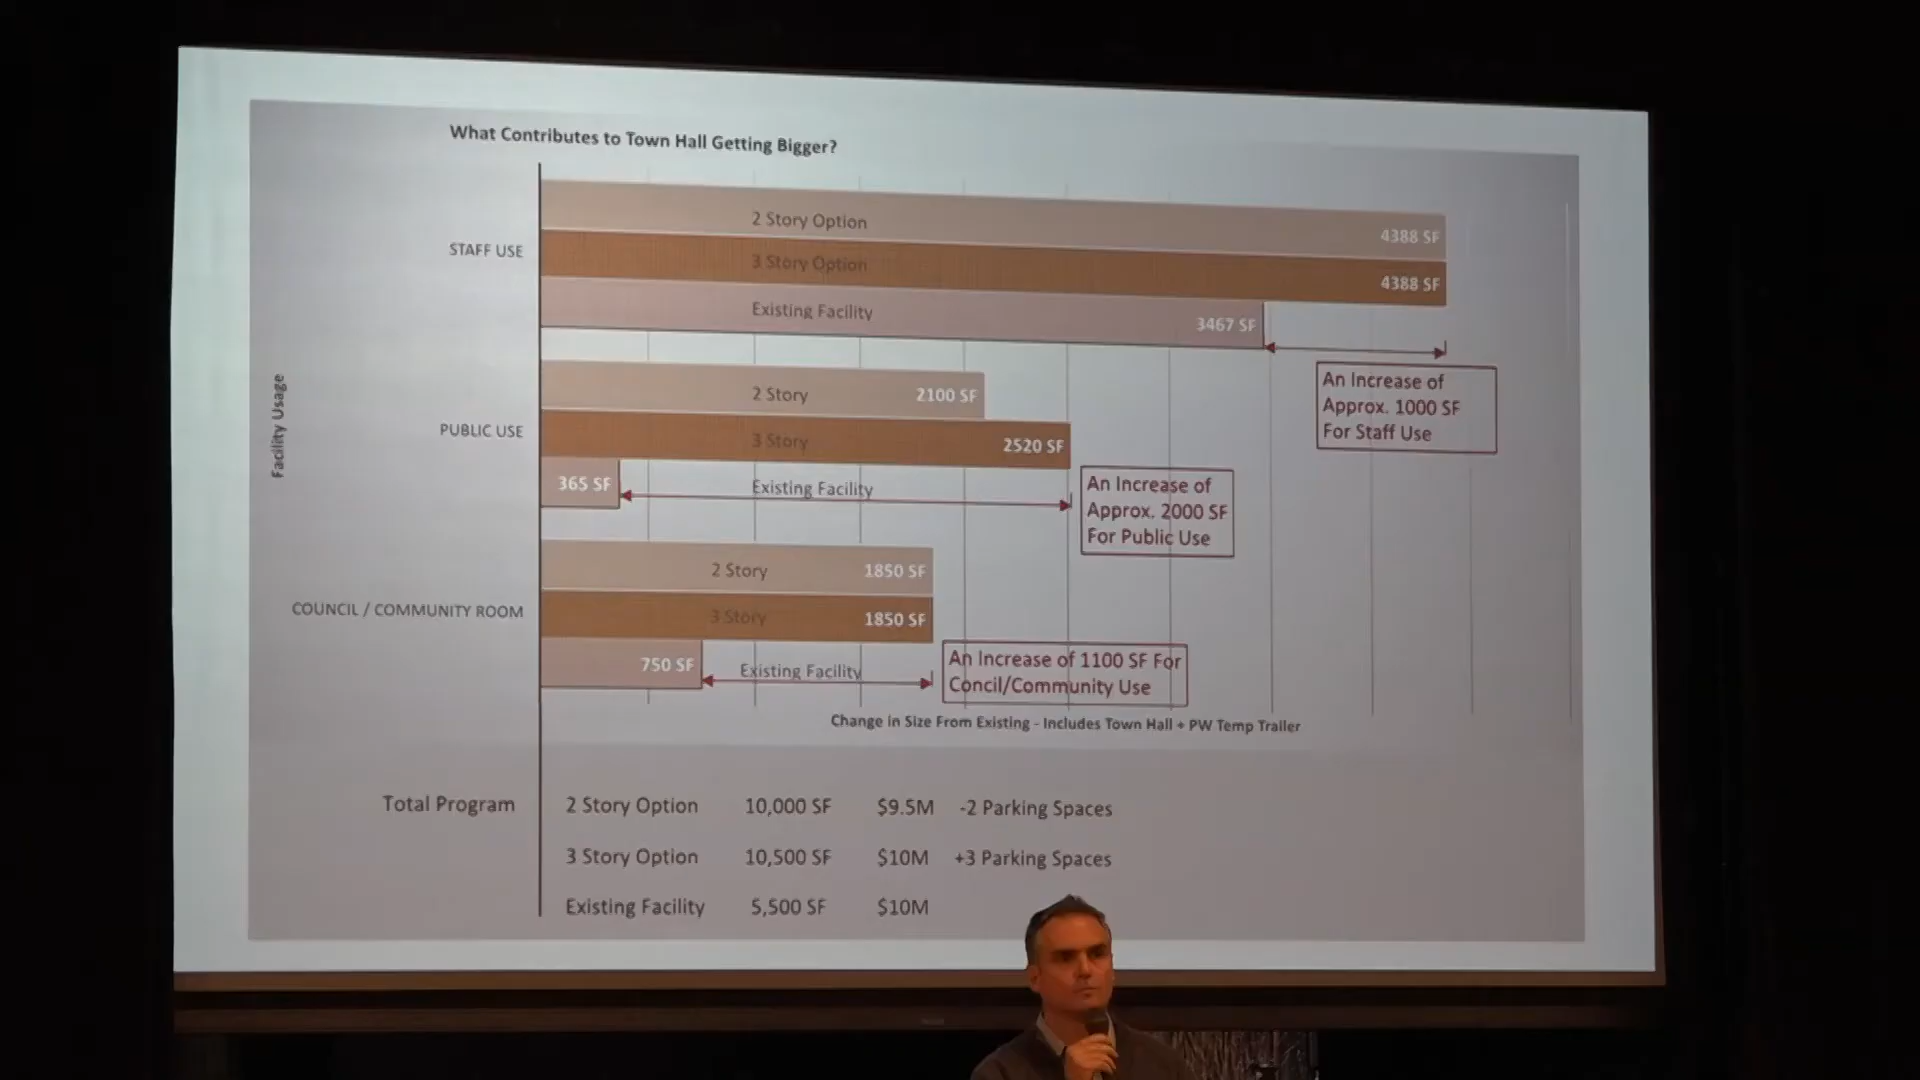 What Contributes to Town Hall Getting Bigger?
Facility Usage
STAFF USE
2 Story Option
4388 SF
3 Story Option
4388 SF
Existing Facility
3467 SF
An Increase of
Approx. 1000 SF
For Staff Use
PUBLIC USE
2 Story
2100 SF
3 Story
2520 SF
365 SF
Existing Facility
An Increase of
Approx. 2000 SF
For Public Use
COUNCIL / COMMUNITY ROOM
2 Story
1850 SF
3 Story
1850 SF
750 SF
Existing Facility
An Increase of 1100 SF For
Concil/Community Use
Change in Size From Existing - Includes Town Hall + PW Temp Trailer
Total Program
2 Story Option 10,000 SF $9.5M -2 Parking Spaces
3 Story Option 10,500 SF $10M +3 Parking Spaces
Existing Facility 5,500 SF $10M